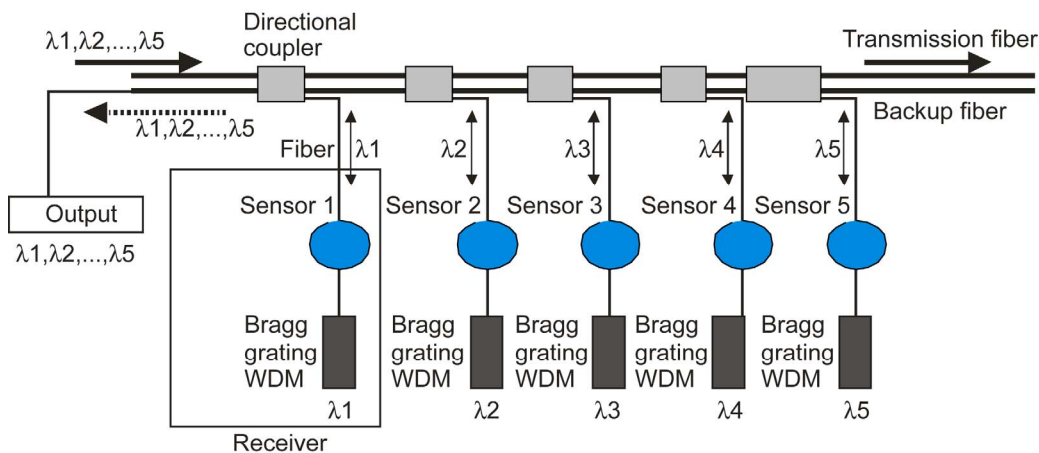 Directional
coupler
λ1,λ2,...,λ5
Transmission fiber
Backup fiber
λ1,λ2,...,λ5
Fiber
λ1
λ2
λ3
λ4
λ5
Output
λ1,λ2,...,λ5
Sensor 1
Sensor 2
Sensor 3
Sensor 4
Sensor 5
Bragg
grating
WDM
λ1
Bragg
grating
WDM
λ2
Bragg
grating
WDM
λ3
Bragg
grating
WDM
λ4
Bragg
grating
WDM
λ5
Receiver